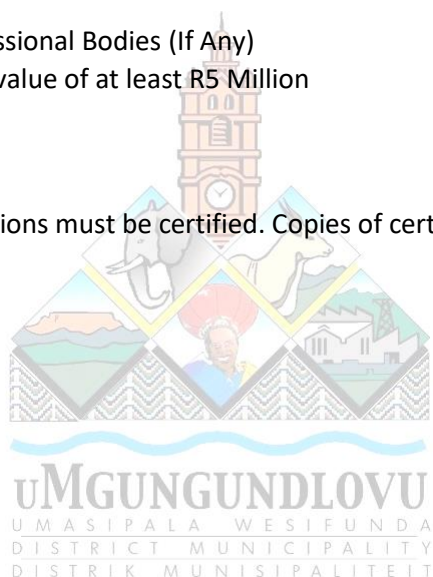 ssional Bodies (If Any)
value of at least R5 Million
ions must be certified. Copies of cert
UMGUNGUNDLOVU
UMASIPALA WESIFUNDA
DISTRICT MUNICIPALITY
DISTRIK MUNISIPALITEIT